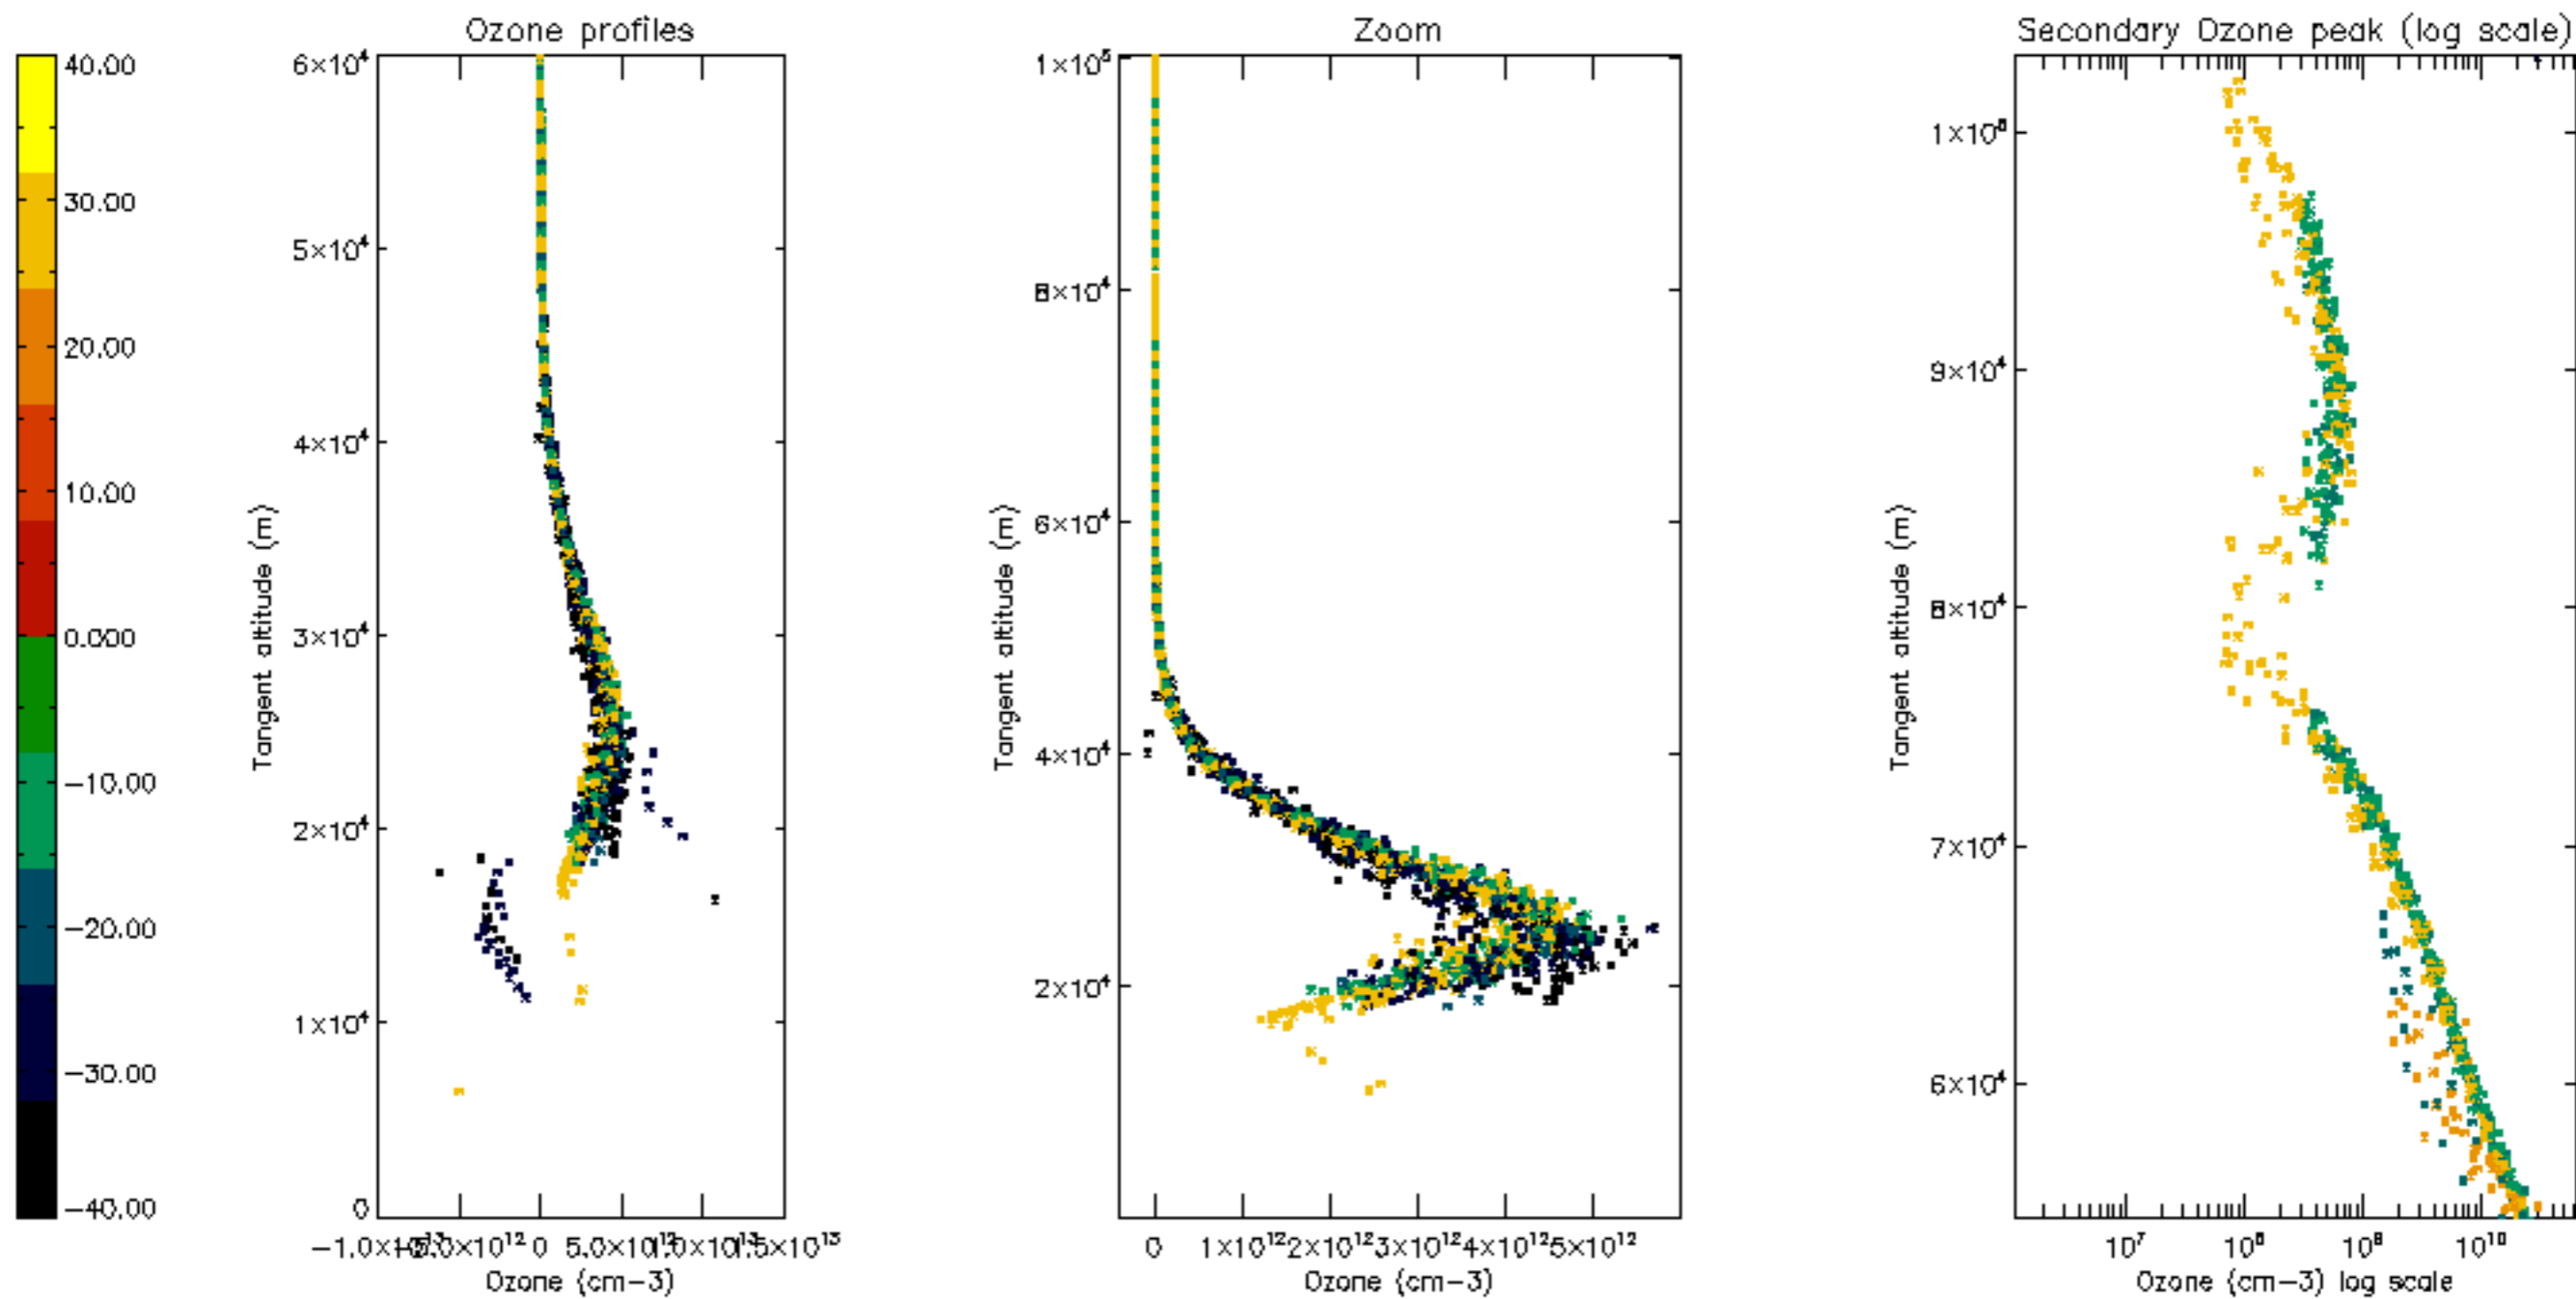 Ozone profiles
Zoom
Secondary Ozone peak (log scale)
40.00
30.00
20.00
10.00
-10.00
-20.00
-30.00
-40.00
6×10⁴
5×10⁴
4×10⁴
3×10⁴
2×10⁴
1×10⁴
0
Tangent altitude (m)
0
Ozone (cm-3)
1×10⁵
8×10⁴
6×10⁴
4×10⁴
2×10⁴
Tangent altitude (m)
0 1×10¹² 2×10¹² 3×10¹² 4×10¹² 5×10¹²
Ozone (cm-3)
9×10⁴
8×10⁴
7×10⁴
6×10⁴
Tangent altitude (m)
10⁷ 10⁸ 10⁹ 10¹⁰
Ozone (cm-3) log scale